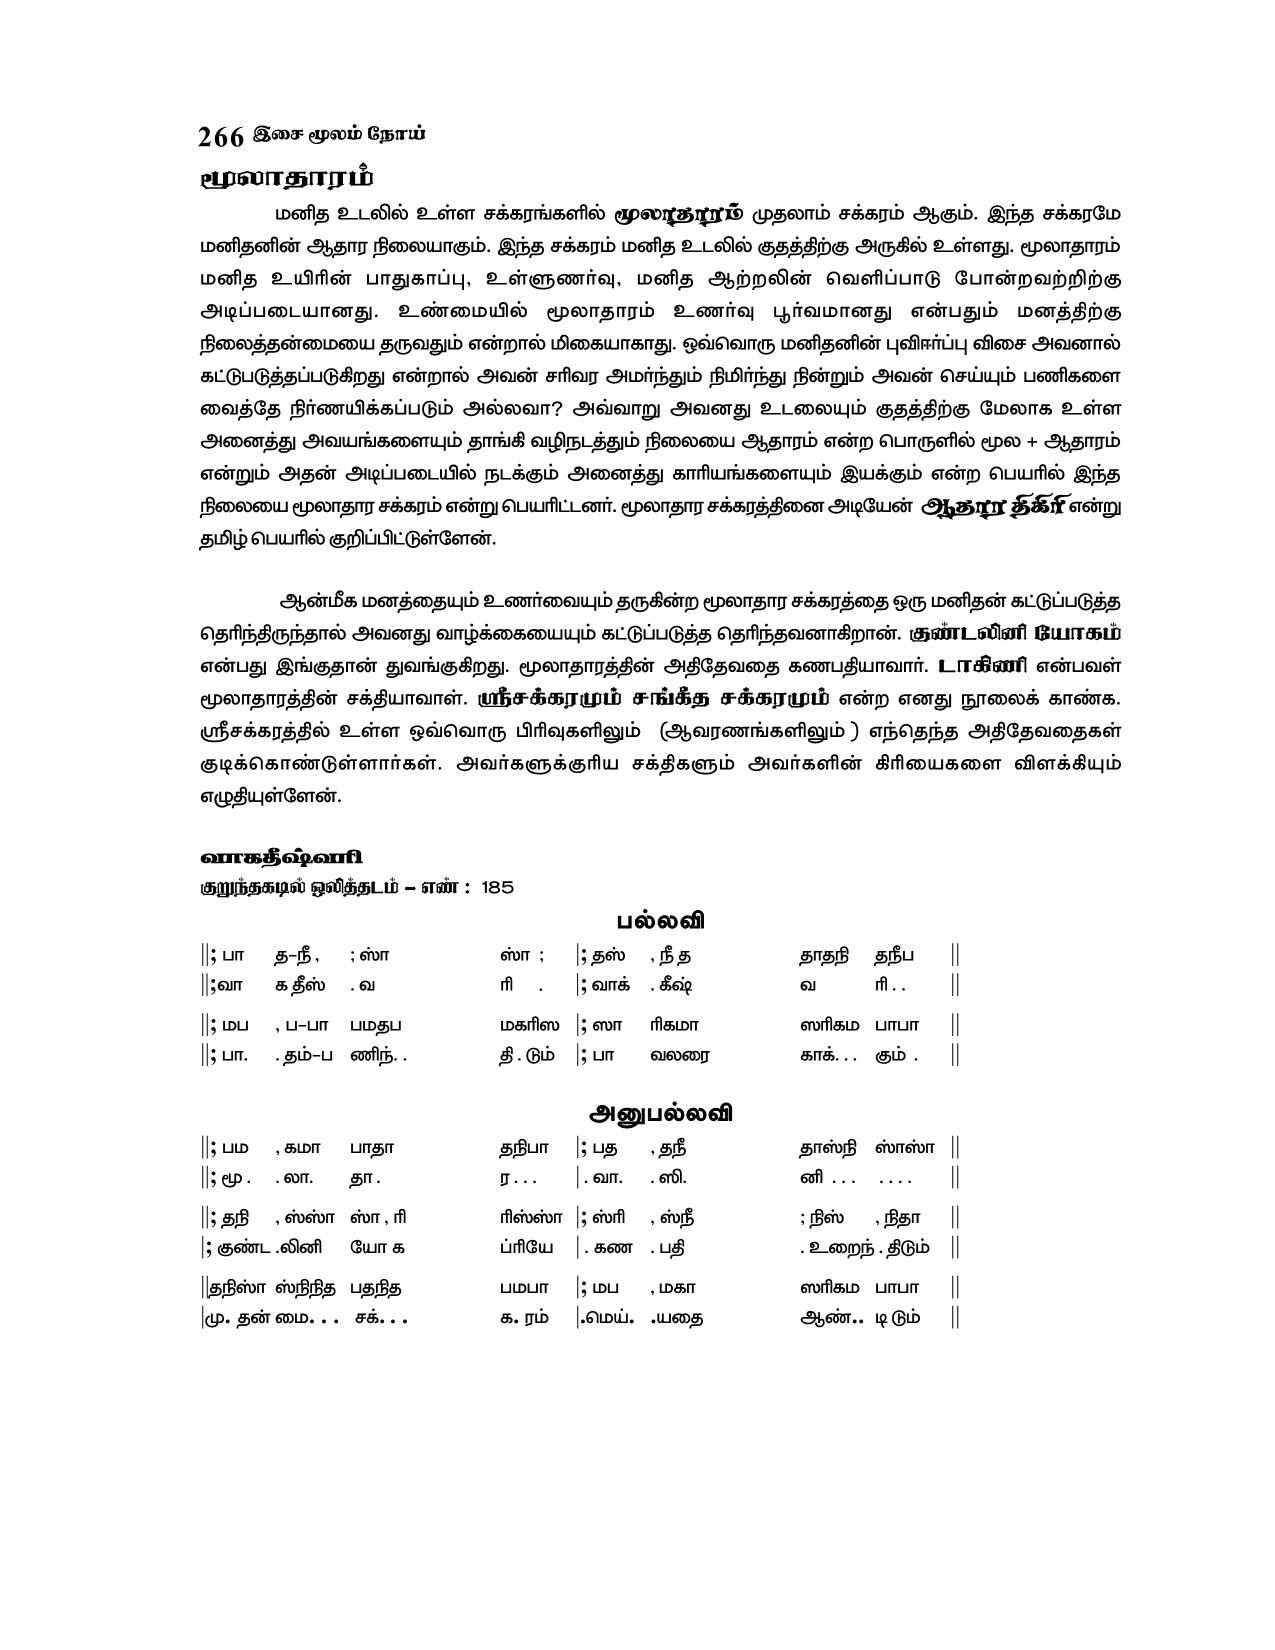 266 இசை மூலம் நோய்
மூலாதாரம்
மனித உடலில் உள்ள சக்கரங்களில் மூலாதாரம் முதலாம் சக்கரம் ஆகும். இந்த சக்கரமே
மனிதனின் ஆதார நிலையாகும். இந்த சக்கரம் மனித உடலில் குதத்திற்கு அருகில் உள்ளது. மூலாதாரம்
மனித உயிரின் பாதுகாப்பு, உள்ளுணர்வு, மனித ஆற்றலின் வெளிப்பாடு போன்றவற்றிற்கு
அடிப்படையானது. உண்மையில் மூலாதாரம் உணர்வு பூர்வமானது என்பதும் மனத்திற்கு
நிலைத்தன்மையை தருவதும் என்றால் மிகையாகாது. ஒவ்வொரு மனிதனின் புவிஈர்ப்பு விசை அவனால்
கட்டுபடுத்தப்படுகிறது என்றால் அவன் சரிவர அமர்ந்தும் நிமிர்ந்து நின்றும் அவன் செய்யும் பணிகளை
வைத்தே நிர்ணயிக்கப்படும் அல்லவா? அவ்வாறு அவனது உடலையும் குதத்திற்கு மேலாக உள்ள
அனைத்து அவயங்களையும் தாங்கி வழிநடத்தும் நிலையை ஆதாரம் என்ற பொருளில் மூல + ஆதாரம்
என்றும் அதன் அடிப்படையில் நடக்கும் அனைத்து காரியங்களையும் இயக்கும் என்ற பெயரில் இந்த
நிலையை மூலாதார சக்கரம் என்று பெயரிட்டனர். மூலாதார சக்கரத்தினை அடியேன் ஆதார திகிரி என்று
தமிழ் பெயரில் குறிப்பிட்டுள்ளேன்.
ஆன்மீக மனத்தையும் உணர்வையும் தருகின்ற மூலாதார சக்கரத்தை ஒரு மனிதன் கட்டுப்படுத்த
தெரிந்திருந்தால் அவனது வாழ்க்கையையும் கட்டுப்படுத்த தெரிந்தவனாகிறான். குண்டலினி யோகம்
என்பது இங்குதான் துவங்குகிறது. மூலாதாரத்தின் அதிதேவதை கணபதியாவார். டாகிணி என்பவள்
மூலாதாரத்தின் சக்தியாவாள். ஸ்ரீசக்கரமும் சங்கீத சக்கரமும் என்ற எனது நூலைக் காண்க.
ஸ்ரீசக்கரத்தில் உள்ள ஒவ்வொரு பிரிவுகளிலும் (ஆவரணங்களிலும் ) எந்தெந்த அதிதேவதைகள்
குடிக்கொண்டுள்ளார்கள். அவர்களுக்குரிய சக்திகளும் அவர்களின் கிரியைகளை விளக்கியும்
எழுதியுள்ளேன்.
வாகதீஷ்வரி
குறுந்தகடில் ஒலித்தடம் – எண் : 185
பல்லவி
||; பா த–நீ , ; ஸா ஸா ; |; தஸ் , நீ த தாதநி தநீப ||
||;வா க தீஸ் . வ ரி . |; வாக் . கீஷ் வ ரி . . ||
||; மப , ப–பா பமதப மகரிஸ |; ஸா ரிகமா ஸரிகம பாபா ||
||; பா. . தம்–ப ணிந். . தி . டும் |; பா வலரை காக். . . கும் . ||
அனுபல்லவி
||; பம , கமா பாதா தநிபா |; பத , தநீ தாஸ்நி ஸ்ாஸ்ா ||
||; மூ . . லா. தா . ர . . . |. வா. . ஸி. னி . . . . . . . ||
||; தநி , ஸ்ஸ்ா ஸ்ா , ரி ரிஸ்ஸ்ா |; ஸ்ரி , ஸ்நீ ; நிஸ் , நிதா ||
|; குண்ட .லினி யோ க ப்ரியே | . கண . பதி . உறைந் . திடும் ||
||தநிஸ்ா ஸ்நிநித பதநித பமபா |; மப , மகா ஸரிகம பாபா ||
|மு. தன் மை. . . சக். . . க. ரம் |.மெய். .யதை ஆண்.. டி டும் ||